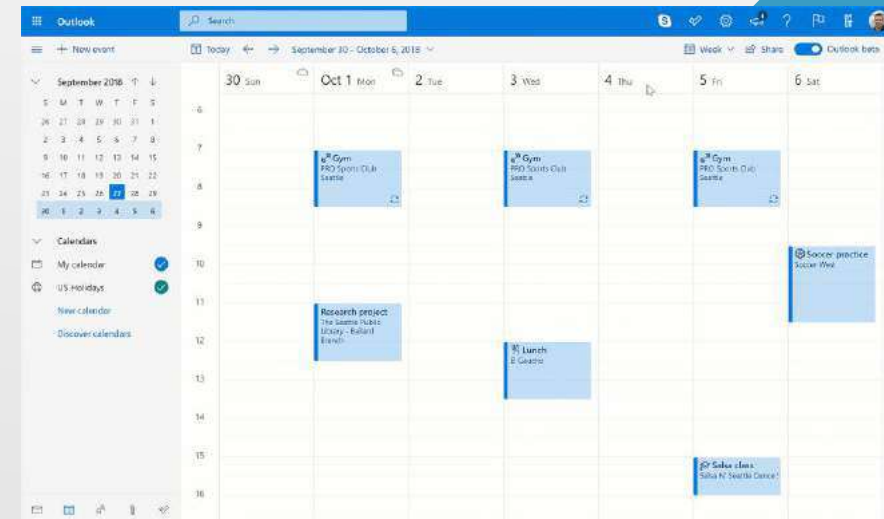 Outlook
Search
New event
Today
September 30 - October 6, 2018
Week
Share
Outlook beta
September 2018
S M T W T F S
26 27 28 29 30 31 1
2 3 4 5 6 7 8
9 10 11 12 13 14 15
16 17 18 19 20 21 22
23 24 25 26 27 28 29
30 1 2 3 4 5 6
Calendars
My calendar
US Holidays
New calendar
Discover calendars
30 Sun
Oct 1 Mon
2 Tue
3 Wed
4 Thu
5 Fri
6 Sat
6
7
8
9
10
11
12
13
14
15
16
Gym
PRO Sports Club
Seattle
Research project
The Seattle Public
Library - Ballard
Branch
Gym
PRO Sports Club
Seattle
Lunch
El Gaucho
Gym
PRO Sports Club
Seattle
Salsa class
Salsa N' Seattle Dance
Soccer practice
Soccer West